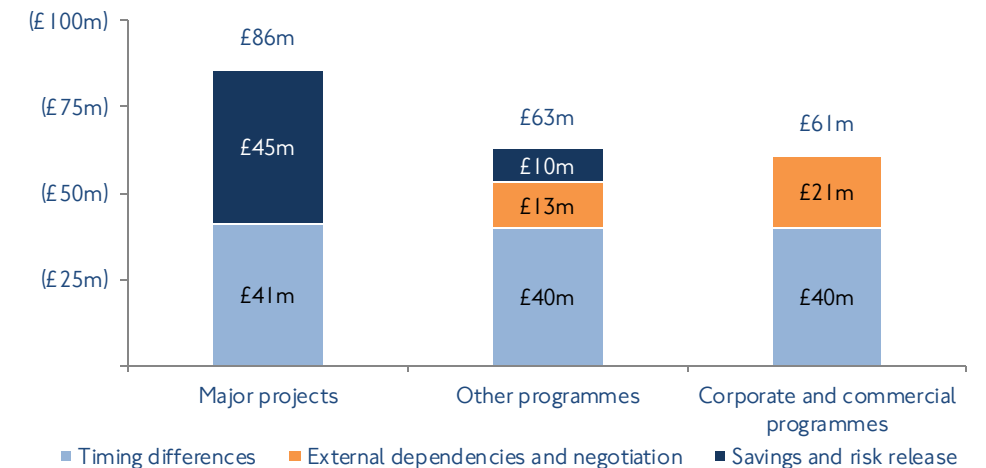 (£100m)
£86m
(£75m)
£63m
£61m
£45m
£10m
(£50m)
£13m
£21m
(£25m)
£41m
£40m
£40m
Major projects
Other programmes
Corporate and commercial
programmes
Timing differences
External dependencies and negotiation
Savings and risk release